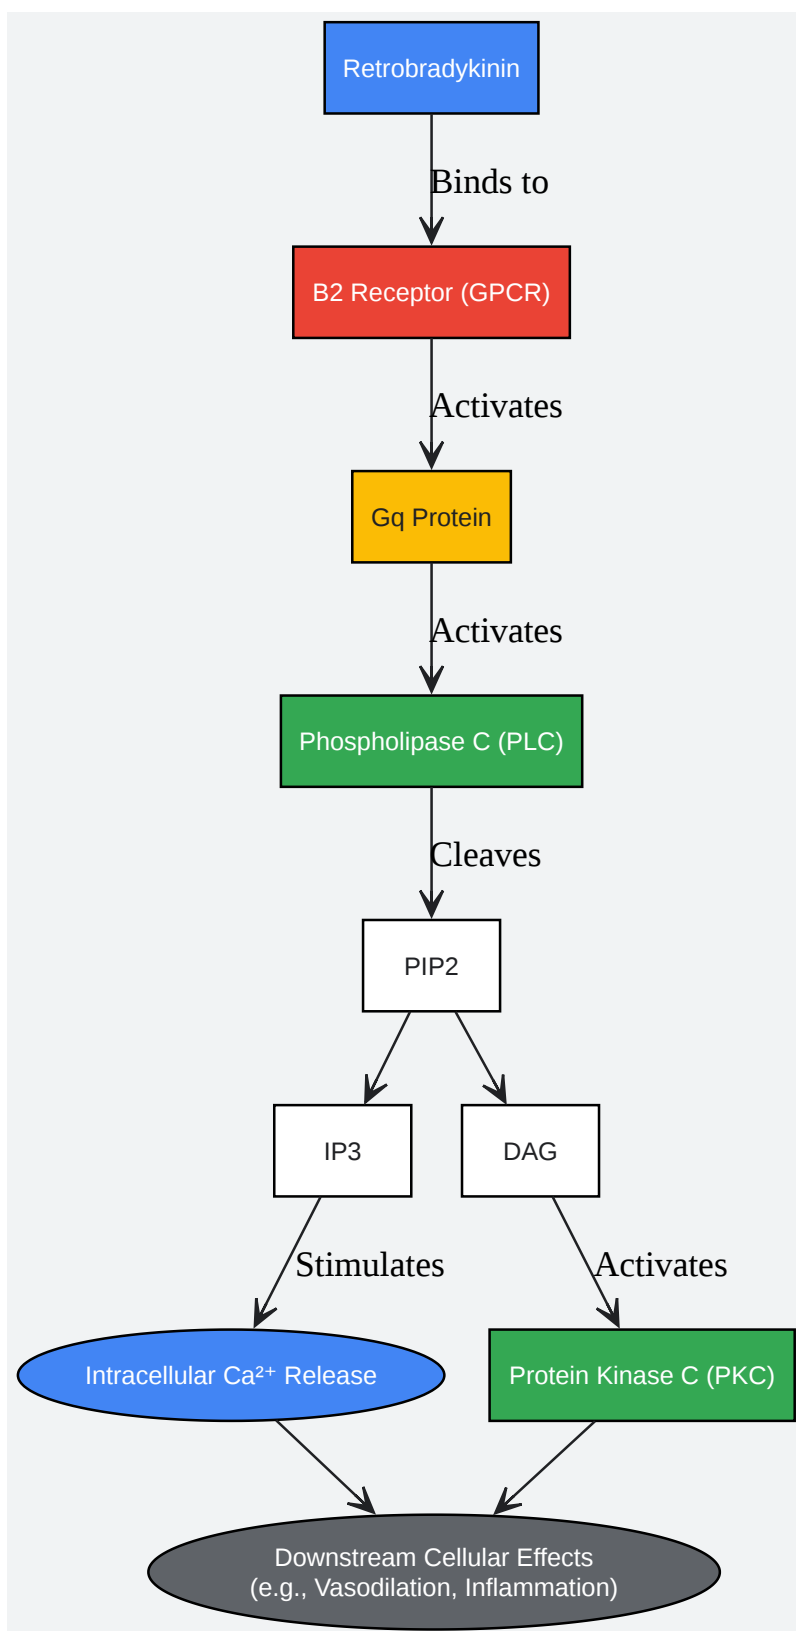 Retrobradykinin
Binds to
B2 Receptor (GPCR)
Activates
Gq Protein
Activates
Phospholipase C (PLC)
Cleaves
PIP2
IP3
DAG
Stimulates
Activates
Intracellular Ca²⁺ Release
Protein Kinase C (PKC)
Downstream Cellular Effects
(e.g., Vasodilation, Inflammation)